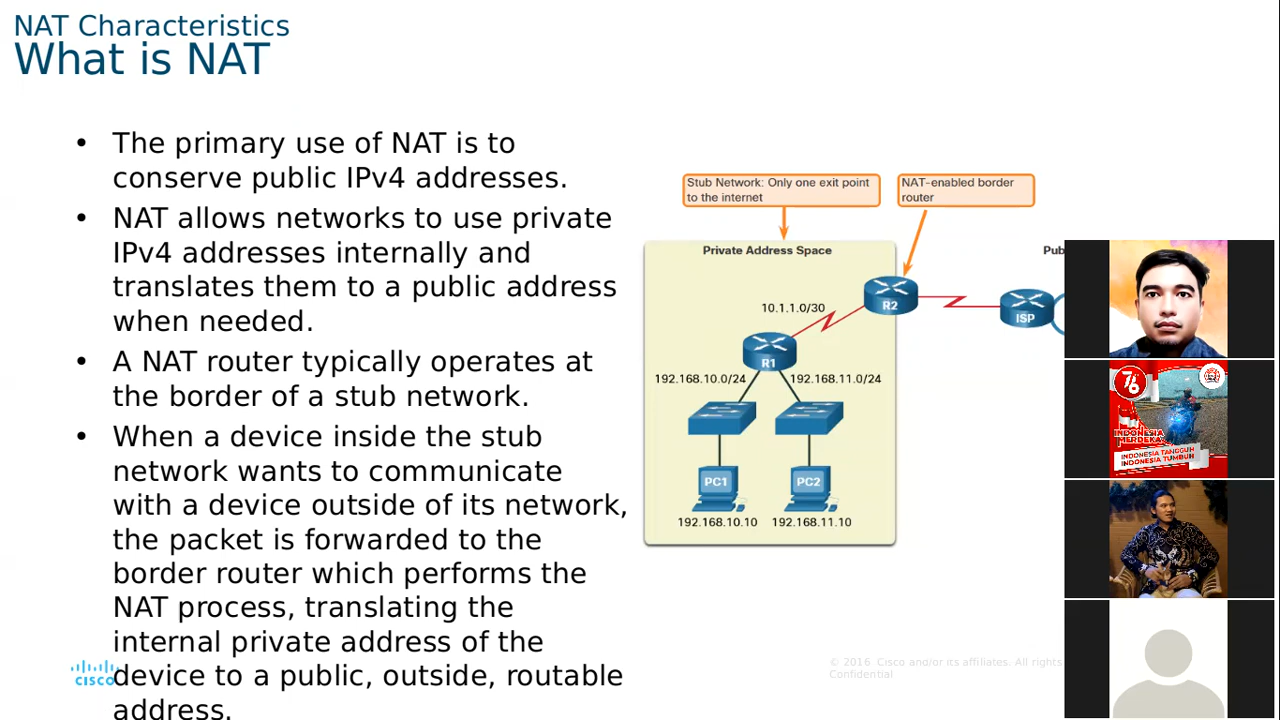 NAT Characteristics
What is NAT
• The primary use of NAT is to
conserve public IPv4 addresses.
• NAT allows networks to use private
IPv4 addresses internally and
translates them to a public address
when needed.
• A NAT router typically operates at
the border of a stub network.
• When a device inside the stub
network wants to communicate
with a device outside of its network,
the packet is forwarded to the
border router which performs the
NAT process, translating the
internal private address of the
device to a public, outside, routable
address.
Stub Network: Only one exit point
to the internet
NAT-enabled border
router
Private Address Space
Pub
10.1.1.0/30
R2
ISP
R1
192.168.10.0/24
192.168.11.0/24
PC1
PC2
192.168.10.10
192.168.11.10
CISCO
© 2016 Cisco and/or its affiliates. All rights
Confidential
76
INDONESIA
MERDEKA
INDONESIA TANGGUH
INDONESIA TUMBUH